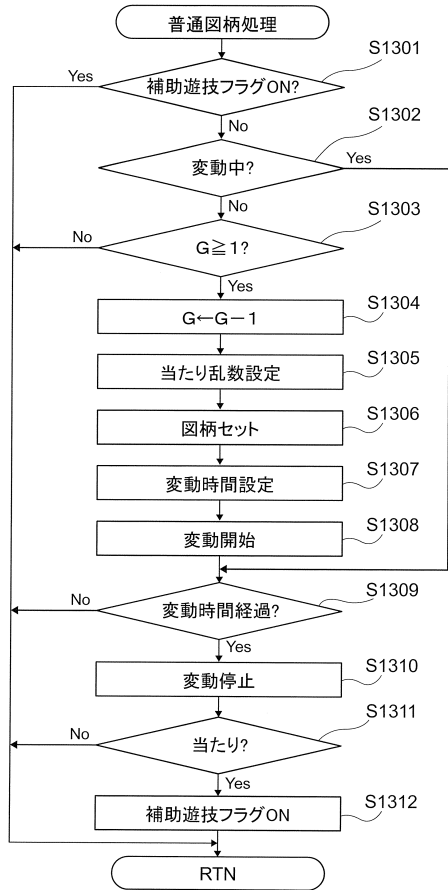 普通図柄処理
S1301
Yes
補助遊技フラグON?
No
S1302
変動中?
Yes
No
S1303
No
G≧1?
Yes
S1304
G←G－1
S1305
当たり乱数設定
S1306
図柄セット
S1307
変動時間設定
S1308
変動開始
S1309
No
変動時間経過?
Yes
S1310
変動停止
S1311
No
当たり?
Yes
S1312
補助遊技フラグON
RTN